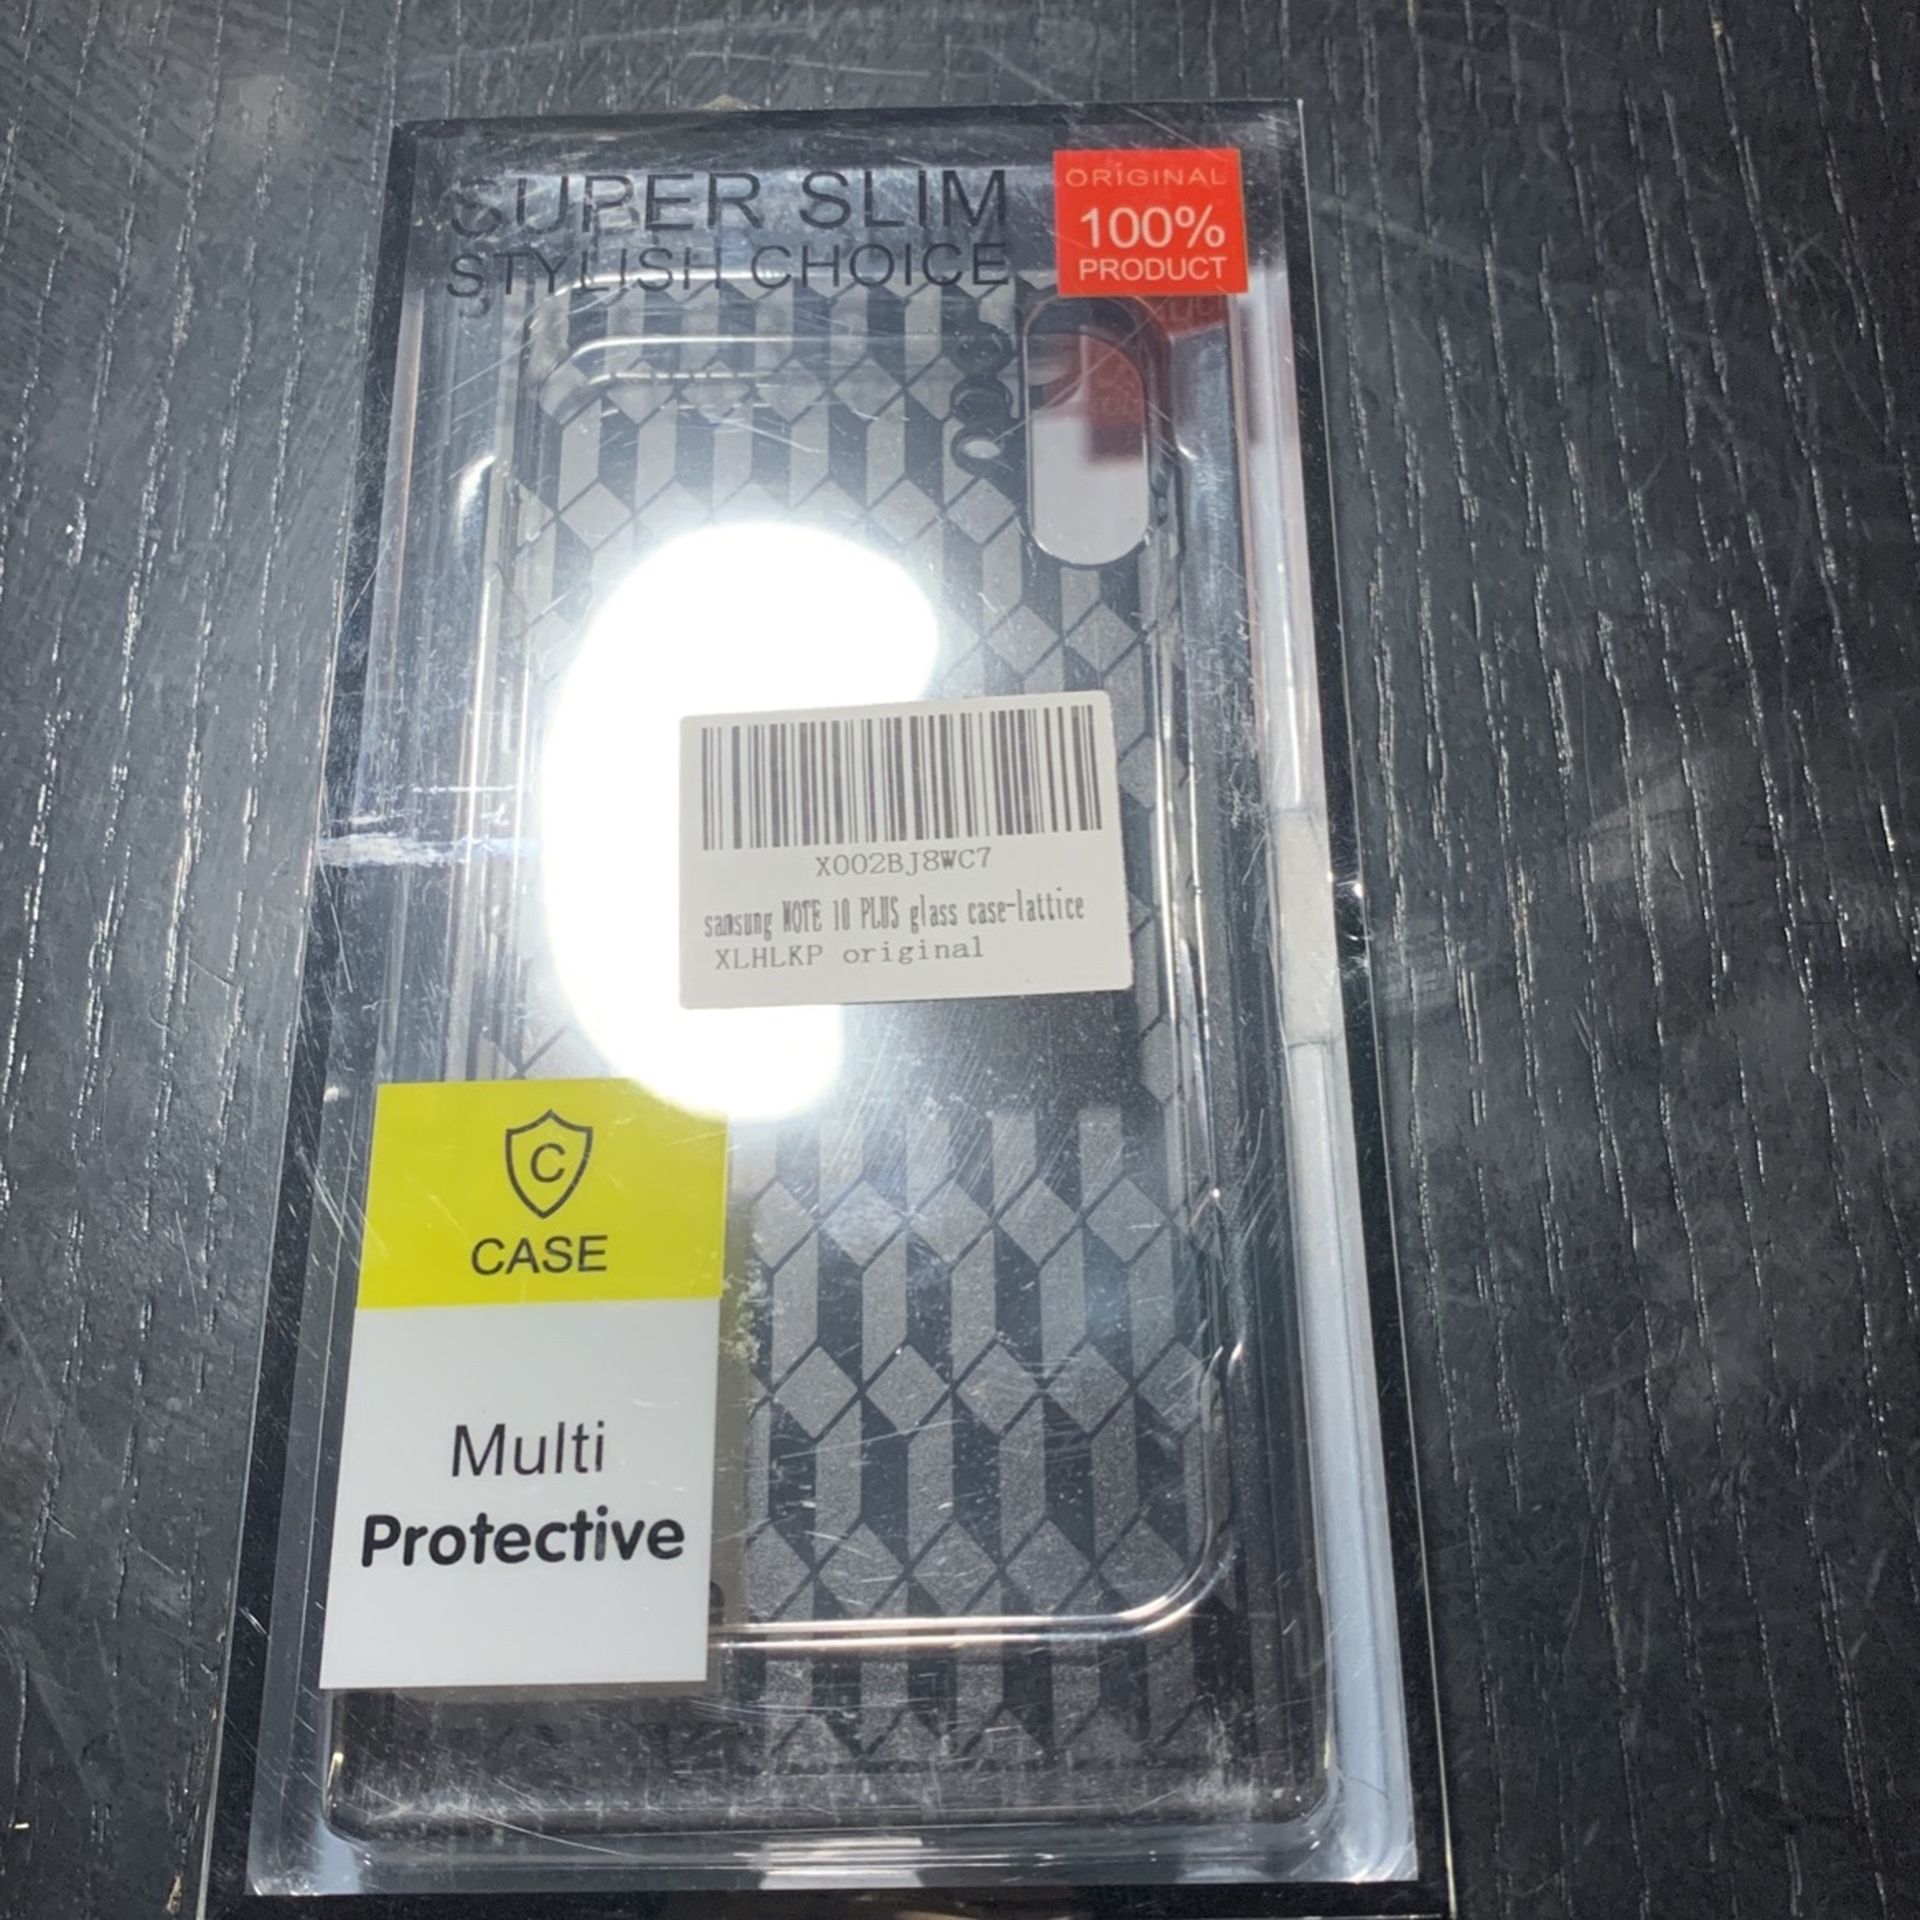 SUPER SLIM
STYLISH CHOICE
ORIGINAL
100%
PRODUCT
X002BJ8WC7
samsung NOTE 10 PLUS glass case-lattice
XLHLKP original
C
CASE
Multi
Protective